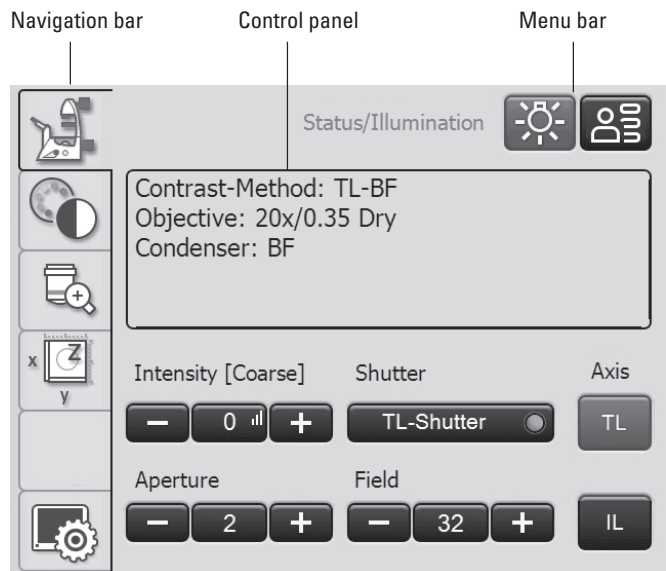 Navigation bar
Control panel
Menu bar
Status/Illumination
Contrast-Method: TL-BF
Objective: 20x/0.35 Dry
Condenser: BF
x Z
y
Intensity [Coarse] Shutter Axis
0 TL-Shutter TL
Aperture Field
2 32 IL